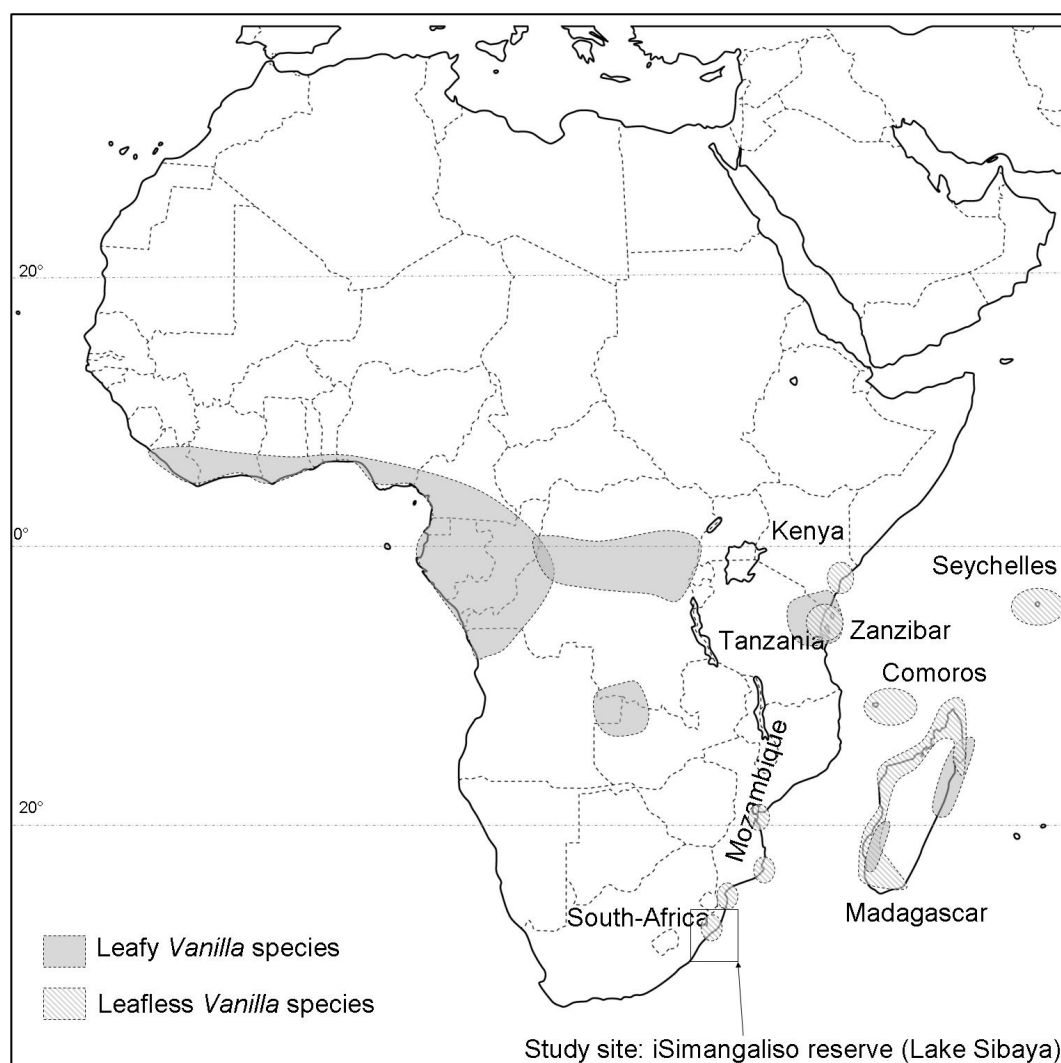 20°
0°
Kenya
Seychelles
Tanzania
Zanzibar
Comoros
Mozambique
20°
South-Africa
Madagascar
Leafy Vanilla species
Leafless Vanilla species
Study site: iSimangaliso reserve (Lake Sibaya)